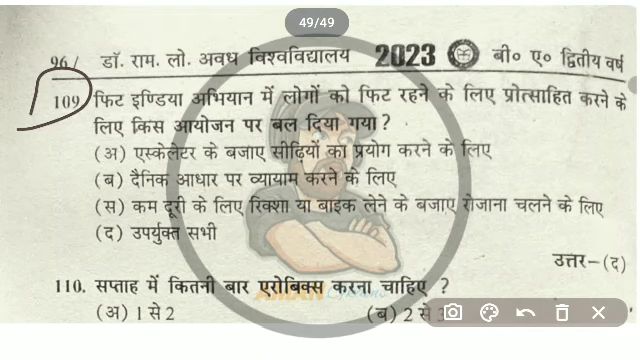 49/49
96/ डॉ. राम. लो. अवध विश्वविद्यालय 2023 बी० ए० द्वितीय वर्ष
109 फिट इण्डिया अभियान में लोगों को फिट रहने के लिए प्रोत्साहित करने के
लिए किस आयोजन पर बल दिया गया?
(अ) एस्केलेटर के बजाए सीढ़ियों का प्रयोग करने के लिए
(ब) दैनिक आधार पर व्यायाम करने के लिए
(स) कम दूरी के लिए रिक्शा या बाइक लेने के बजाए रोजाना चलने के लिए
(द) उपर्युक्त सभी
उत्तर–(द)
110. सप्ताह में कितनी बार एरोबिक्स करना चाहिए ?
(अ) 1 से 2 (ब) 2 से 3